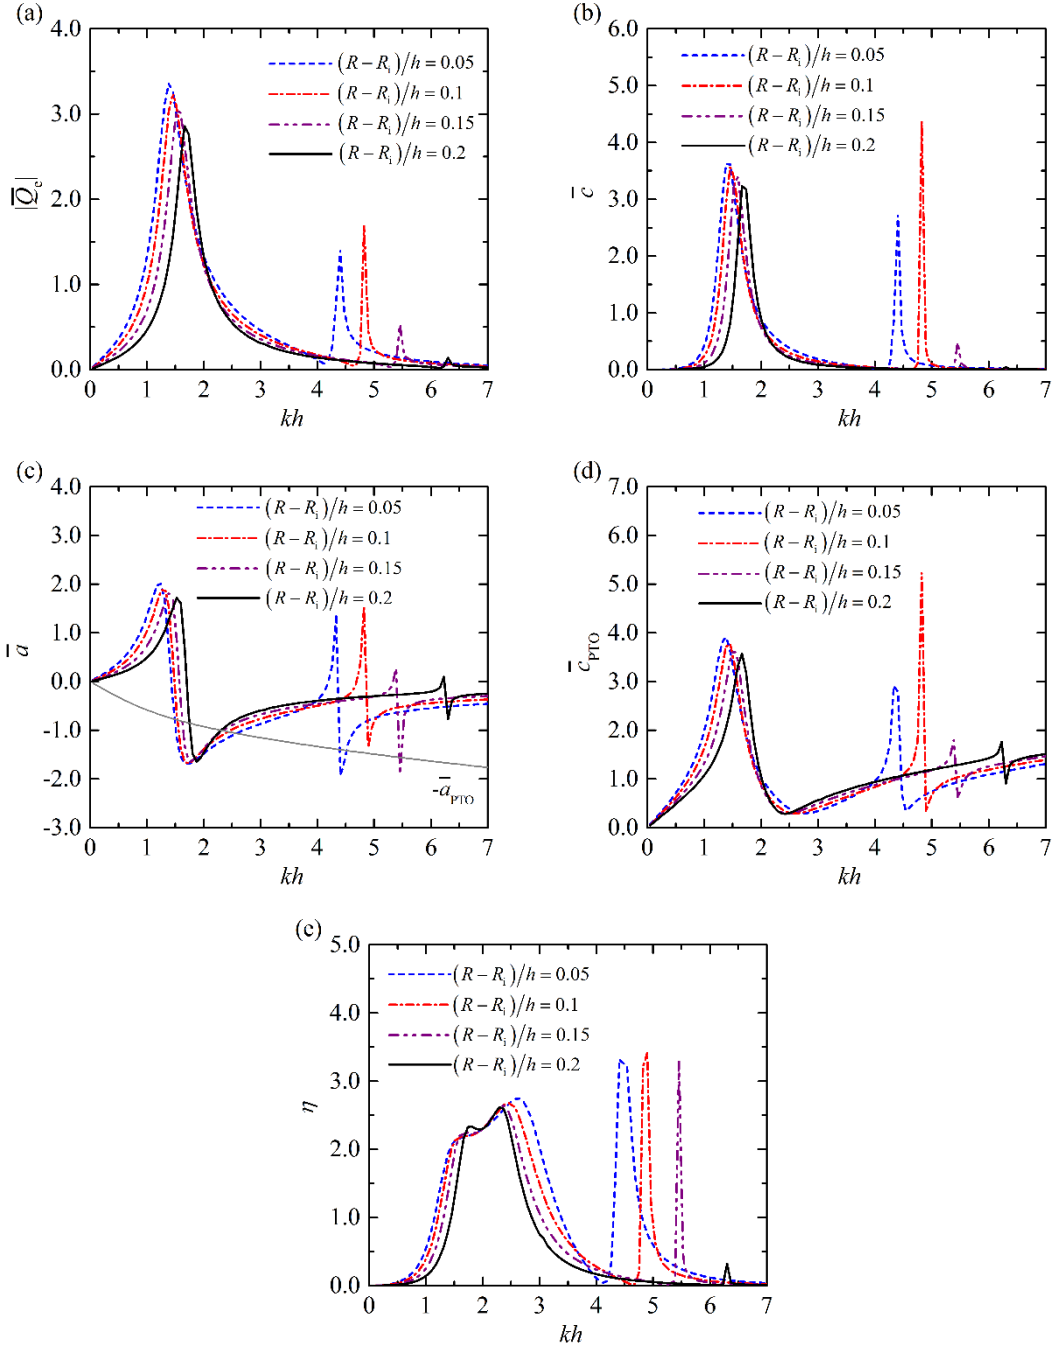 (a)
4.0
3.0
2.0
1.0
0.0
|Q̅e|
(R−Ri)/h = 0.05
(R−Ri)/h = 0.1
(R−Ri)/h = 0.15
(R−Ri)/h = 0.2
0 1 2 3 4 5 6 7
kh
(b)
6.0
5.0
4.0
3.0
2.0
1.0
0.0
c̅
(R−Ri)/h = 0.05
(R−Ri)/h = 0.1
(R−Ri)/h = 0.15
(R−Ri)/h = 0.2
0 1 2 3 4 5 6 7
kh
(c)
4.0
3.0
2.0
1.0
0.0
-1.0
-2.0
-3.0
a̅
(R−Ri)/h = 0.05
(R−Ri)/h = 0.1
(R−Ri)/h = 0.15
(R−Ri)/h = 0.2
-a̅PTO
0 1 2 3 4 5 6 7
kh
(d)
7.0
6.0
5.0
4.0
3.0
2.0
1.0
0.0
c̅PTO
(R−Ri)/h = 0.05
(R−Ri)/h = 0.1
(R−Ri)/h = 0.15
(R−Ri)/h = 0.2
0 1 2 3 4 5 6 7
kh
(e)
5.0
4.0
3.0
2.0
1.0
0.0
η
(R−Ri)/h = 0.05
(R−Ri)/h = 0.1
(R−Ri)/h = 0.15
(R−Ri)/h = 0.2
0 1 2 3 4 5 6 7
kh